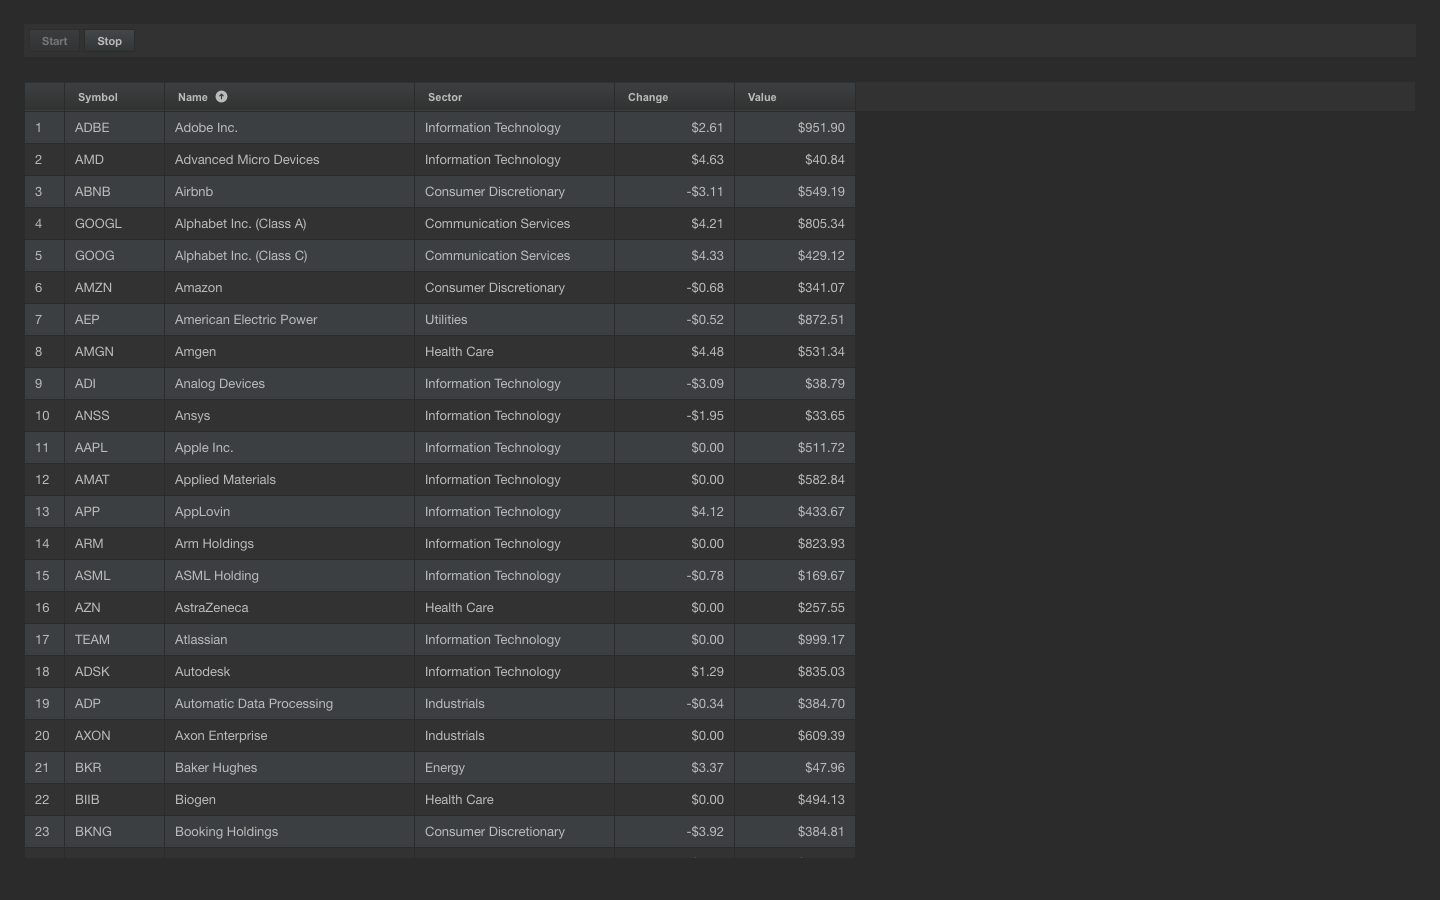 Start Stop
Symbol Name Sector Change Value
1 ADBE Adobe Inc. Information Technology $2.61 $951.90
2 AMD Advanced Micro Devices Information Technology $4.63 $40.84
3 ABNB Airbnb Consumer Discretionary -$3.11 $549.19
4 GOOGL Alphabet Inc. (Class A) Communication Services $4.21 $805.34
5 GOOG Alphabet Inc. (Class C) Communication Services $4.33 $429.12
6 AMZN Amazon Consumer Discretionary -$0.68 $341.07
7 AEP American Electric Power Utilities -$0.52 $872.51
8 AMGN Amgen Health Care $4.48 $531.34
9 ADI Analog Devices Information Technology -$3.09 $38.79
10 ANSS Ansys Information Technology -$1.95 $33.65
11 AAPL Apple Inc. Information Technology $0.00 $511.72
12 AMAT Applied Materials Information Technology $0.00 $582.84
13 APP AppLovin Information Technology $4.12 $433.67
14 ARM Arm Holdings Information Technology $0.00 $823.93
15 ASML ASML Holding Information Technology -$0.78 $169.67
16 AZN AstraZeneca Health Care $0.00 $257.55
17 TEAM Atlassian Information Technology $0.00 $999.17
18 ADSK Autodesk Information Technology $1.29 $835.03
19 ADP Automatic Data Processing Industrials -$0.34 $384.70
20 AXON Axon Enterprise Industrials $0.00 $609.39
21 BKR Baker Hughes Energy $3.37 $47.96
22 BIIB Biogen Health Care $0.00 $494.13
23 BKNG Booking Holdings Consumer Discretionary -$3.92 $384.81